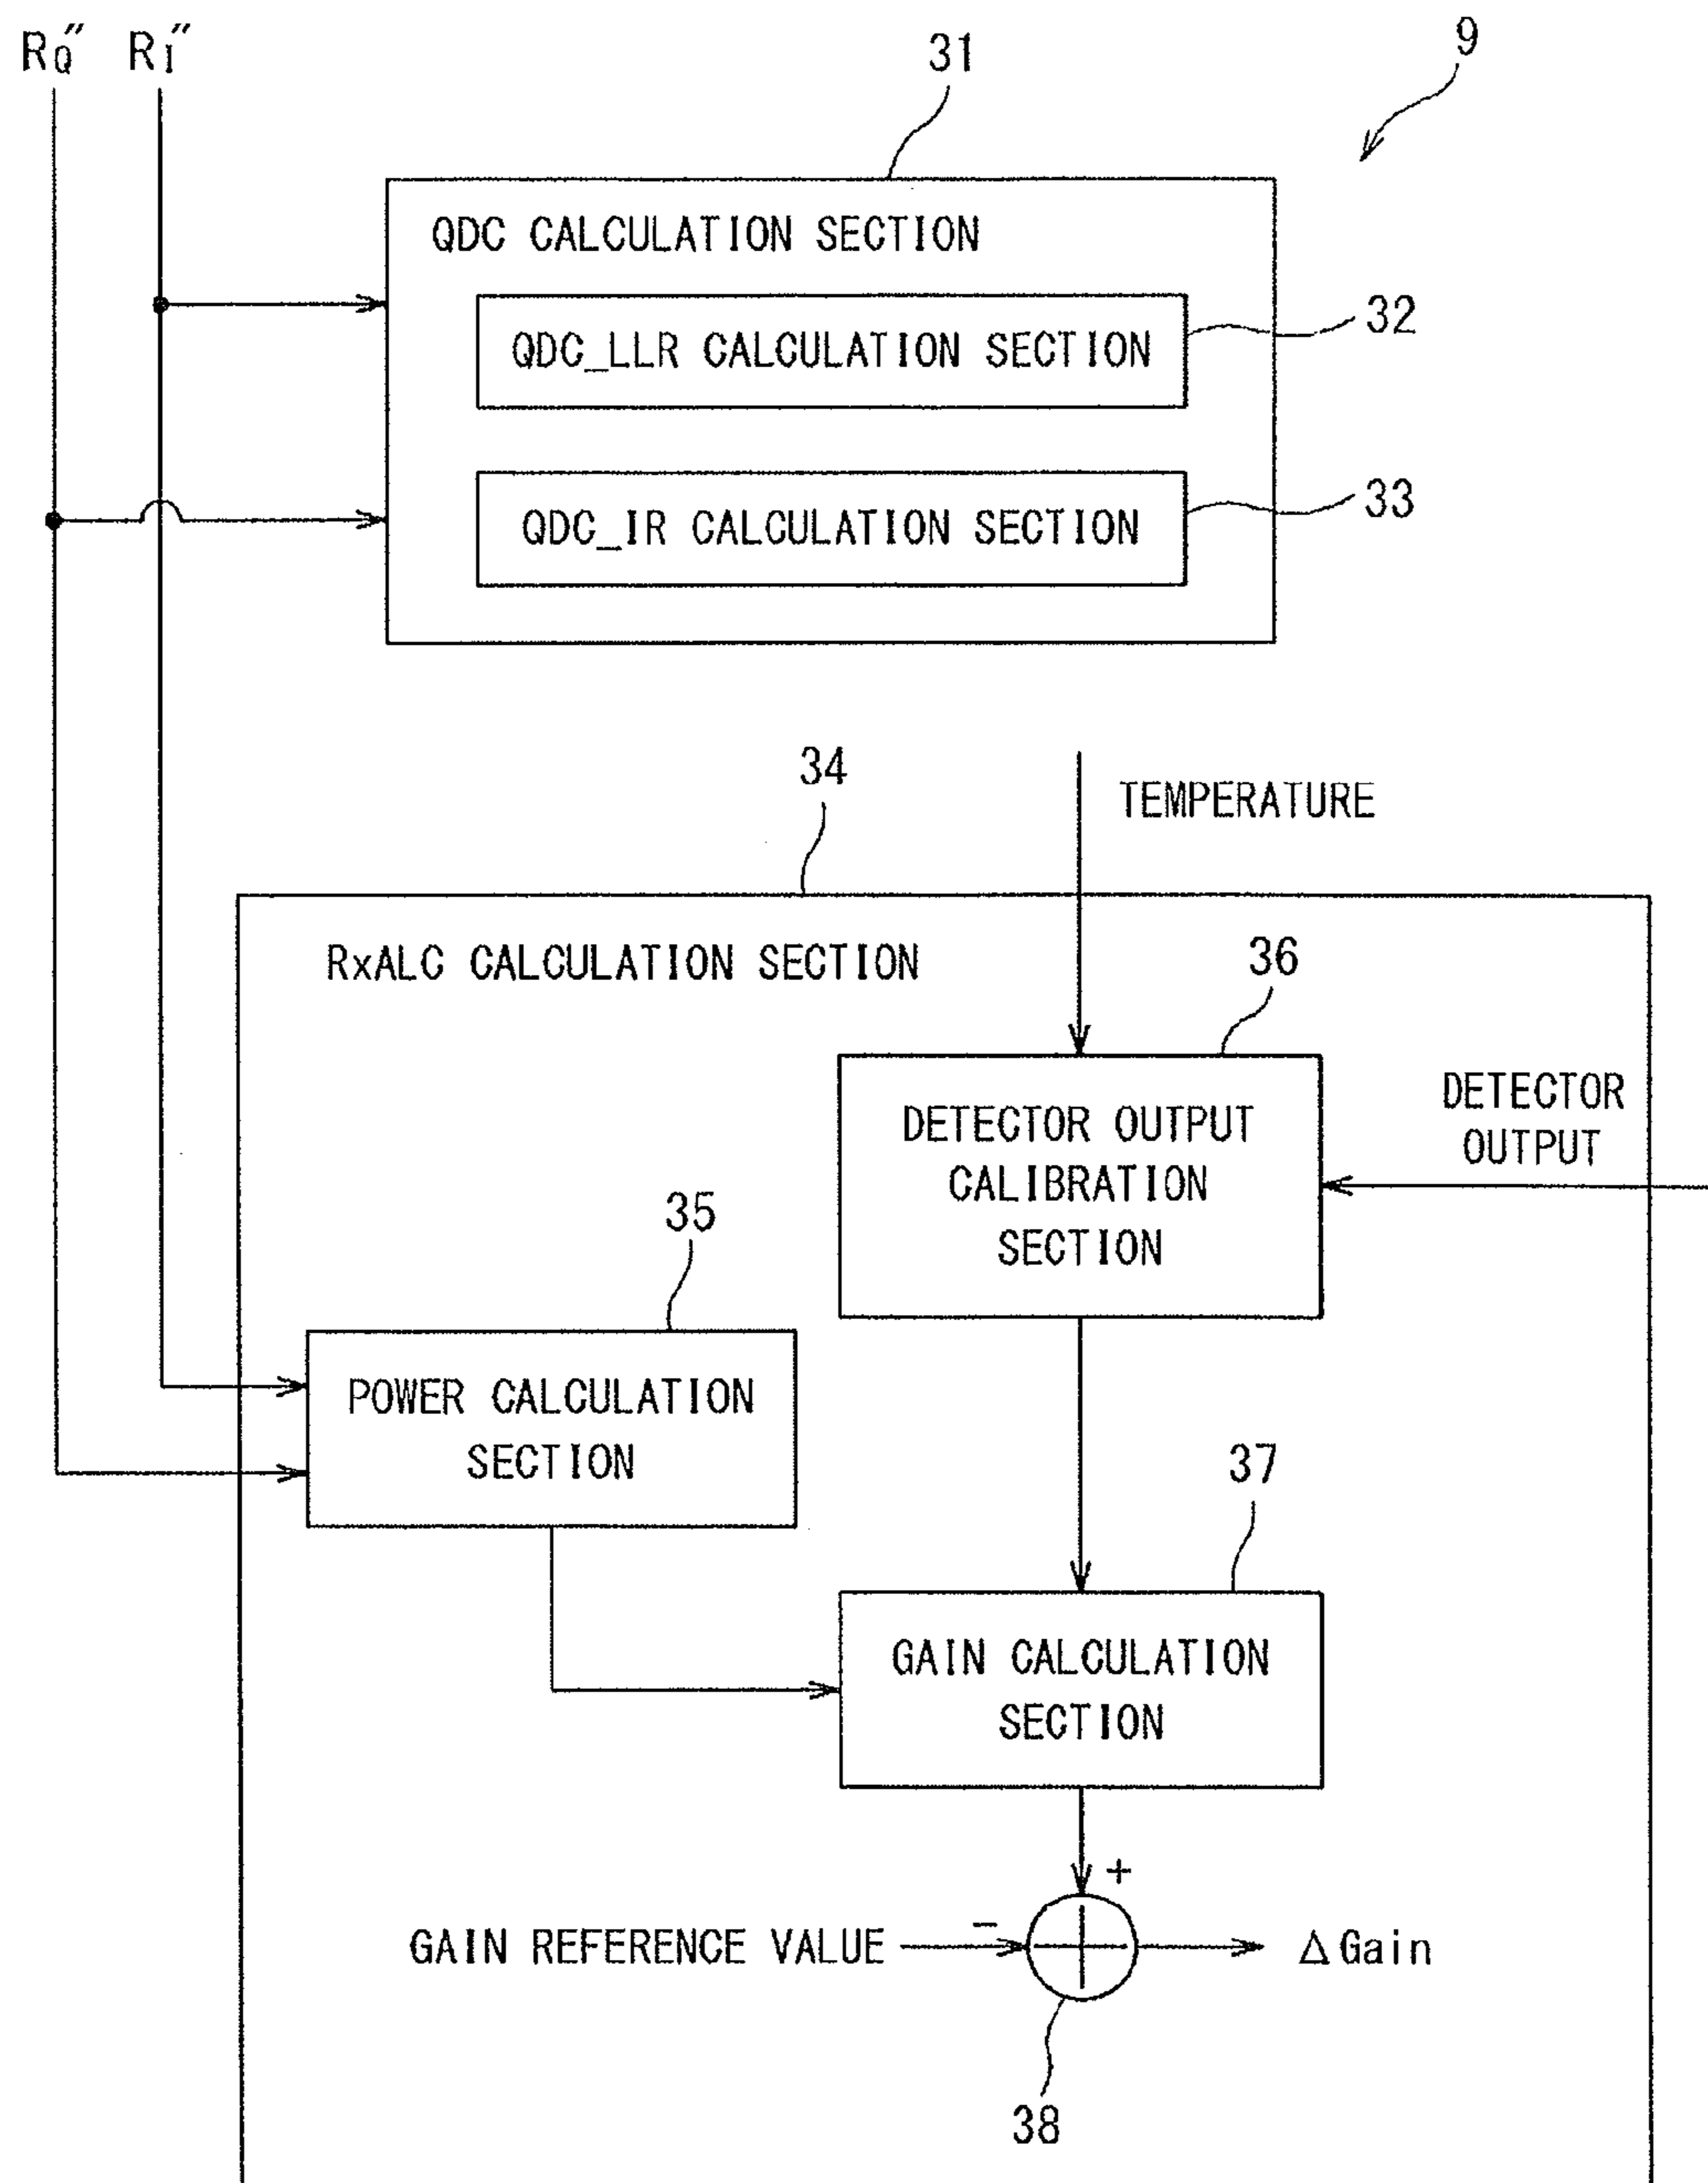 RQ" RI"
31
9
QDC CALCULATION SECTION
QDC_LLR CALCULATION SECTION
32
QDC_IR CALCULATION SECTION
33
34
TEMPERATURE
RxALC CALCULATION SECTION
36
DETECTOR OUTPUT
CALIBRATION
SECTION
DETECTOR
OUTPUT
35
POWER CALCULATION
SECTION
37
GAIN CALCULATION
SECTION
+
GAIN REFERENCE VALUE
-
ΔGain
38